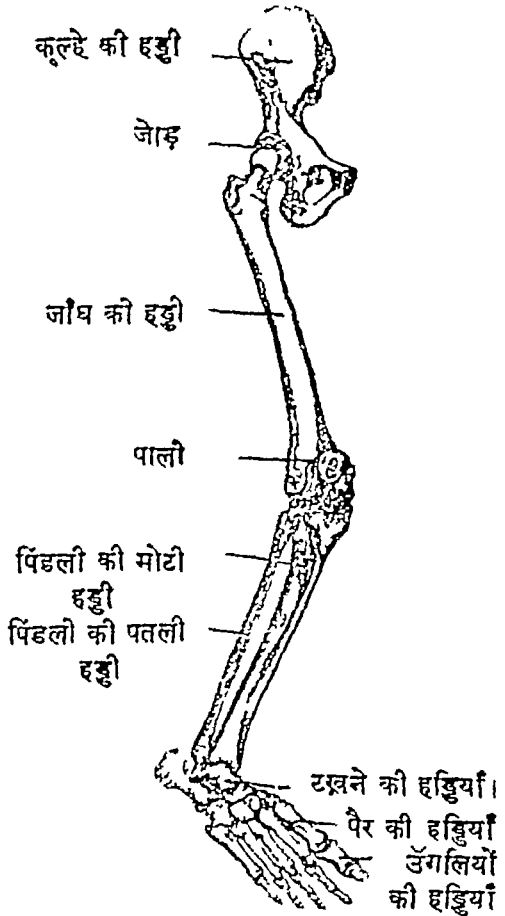 कूल्हे की हड्डी
जोड़
जाँघ की हड्डी
पाली
पिंडली की मोटी
हड्डी
पिंडली की पतली
हड्डी
टखने की हड्डियाँ।
पैर की हड्डियाँ
उँगलियों
की हड्डियाँ